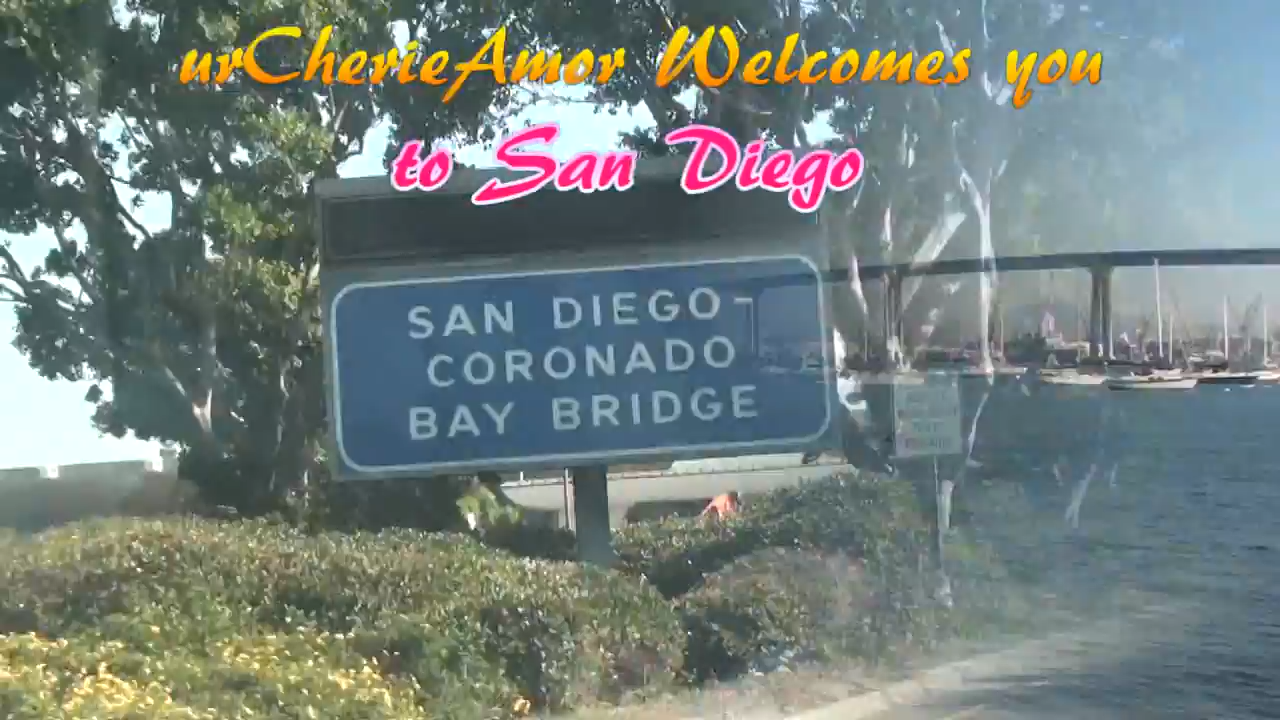 urCherieAmor Welcomes you
to San Diego
SAN DIEGO
CORONADO
BAY BRIDGE